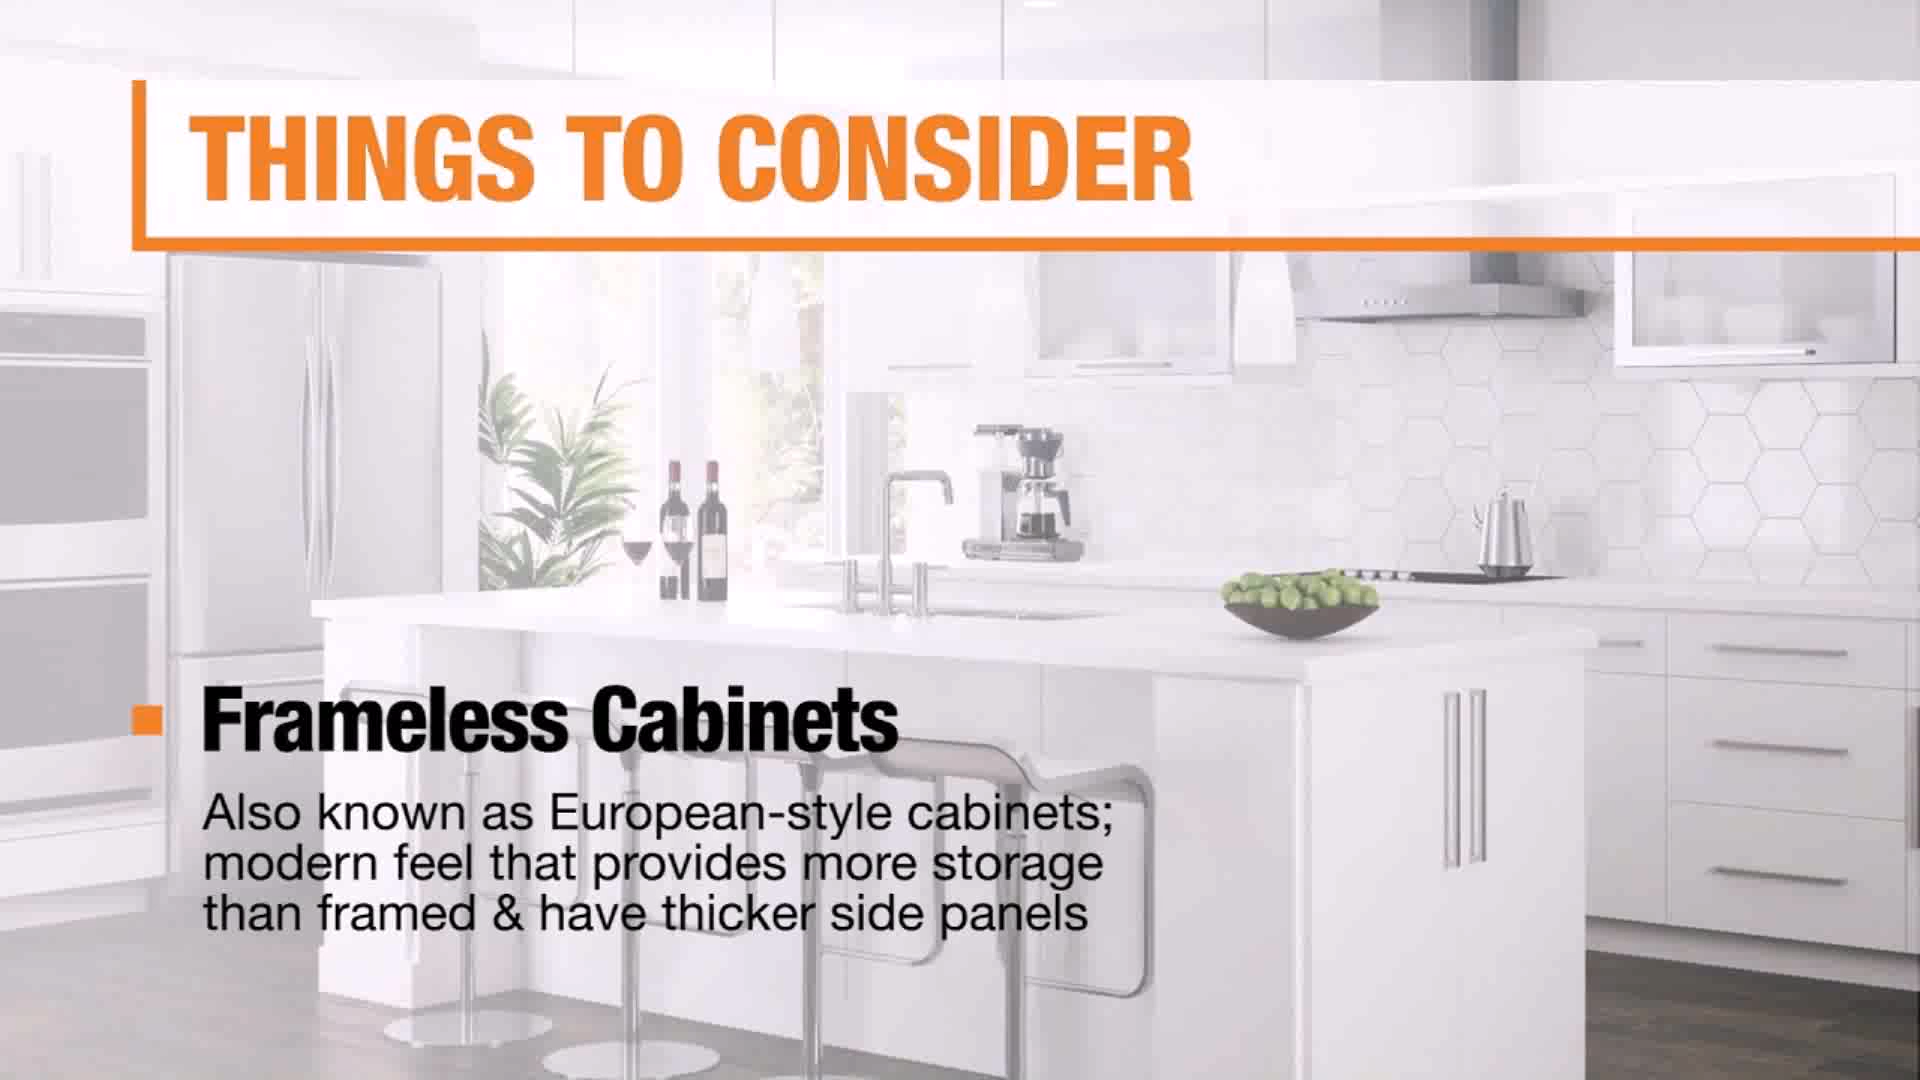 THINGS TO CONSIDER
Frameless Cabinets
Also known as European-style cabinets;
modern feel that provides more storage
than framed & have thicker side panels